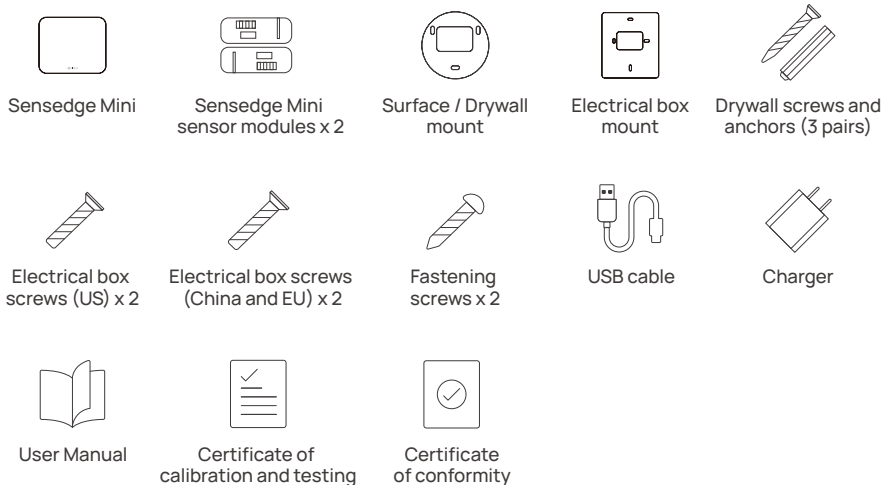 Sensedge Mini
Sensedge Mini
sensor modules x 2
Surface / Drywall
mount
Electrical box
mount
Drywall screws and
anchors (3 pairs)
Electrical box
screws (US) x 2
Electrical box screws
(China and EU) x 2
Fastening
screws x 2
USB cable
Charger
User Manual
Certificate of
calibration and testing
Certificate
of conformity